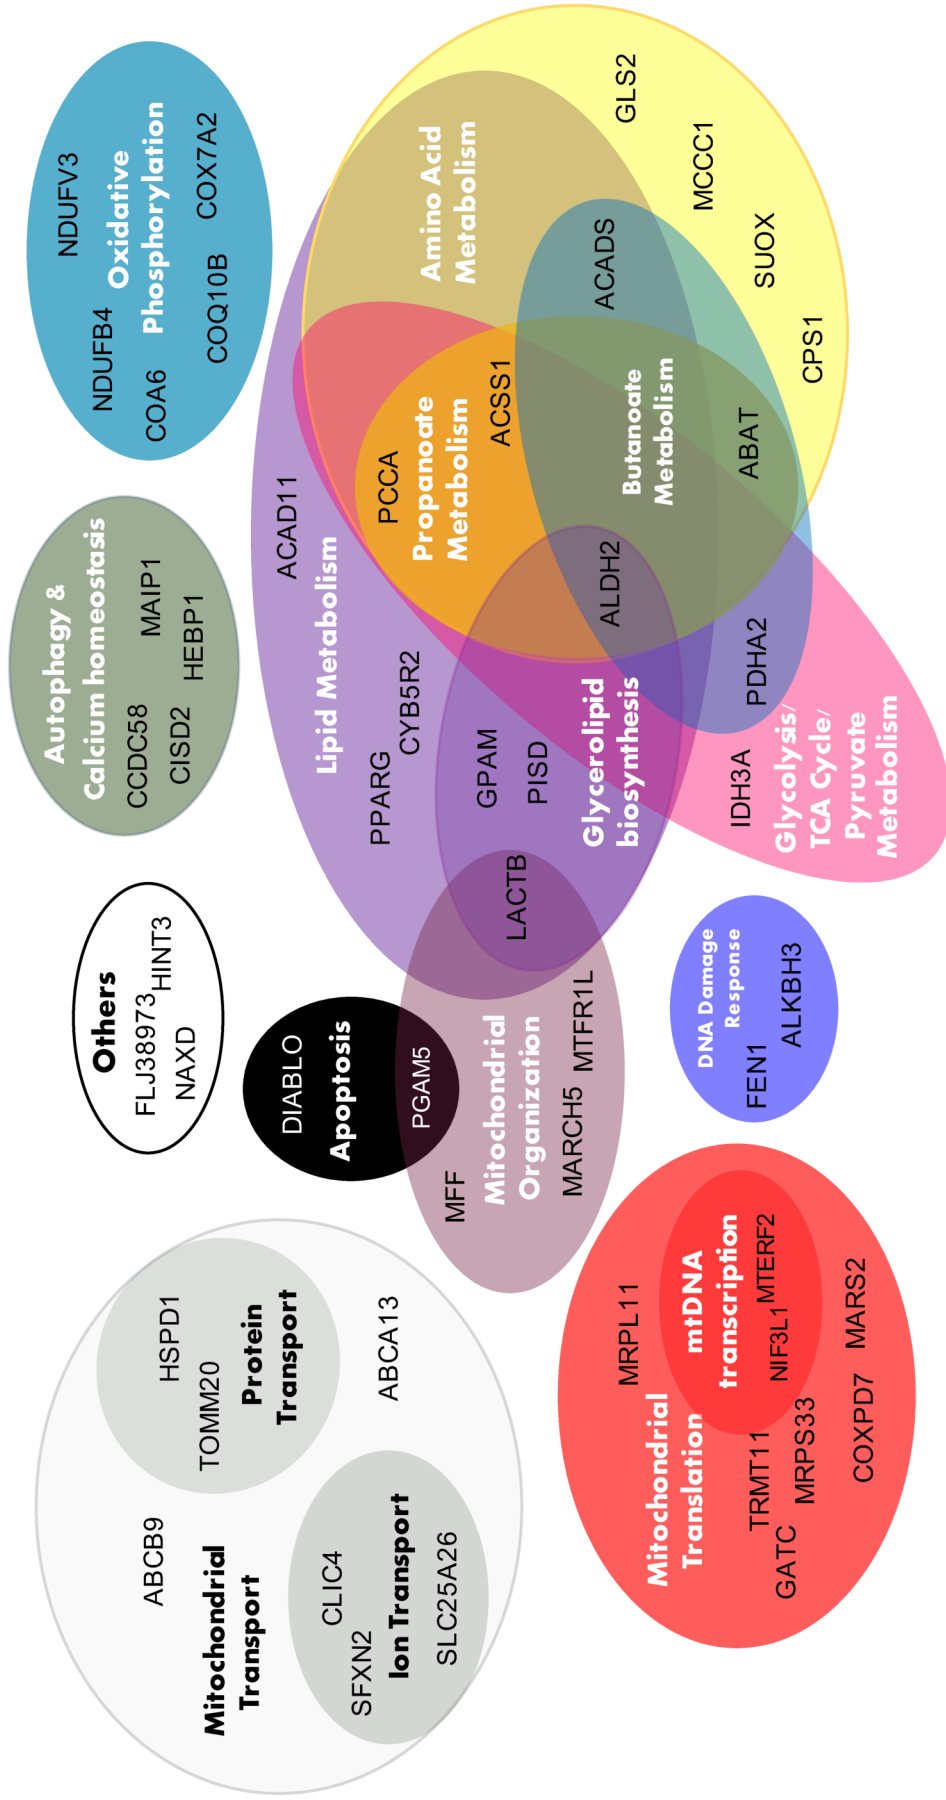 Mitochondrial
Transport
ABCB9
HSPD1
TOMM20
Protein
Transport
ABCA13
CLIC4
SFXN2
Ion Transport
SLC25A26
Others
FLJ38973
HINT3
NAXD
DIABLO
Apoptosis
PGAM5
MFF
Mitochondrial
Organization
MARCH5
MTFR1L
LACTB
Autophagy &
Calcium homeostasis
CCDC58
MAIP1
CISD2
HEBP1
NDUFV3
Oxidative
NDUFB4
Phosphorylation
COA6
COX7A2
COQ10B
ACAD11
Lipid Metabolism
PPARG
CYB5R2
GPAM
PISD
Glycerolipid
biosynthesis
PCCA
Propanoate
Metabolism
ACSS1
Amino Acid
Metabolism
ALDH2
ACADS
Butanoate
Metabolism
ABAT
GLS2
MCCC1
SUOX
CPS1
PDHA2
IDH3A
Glycolysis/
TCA Cycle/
Pyruvate
Metabolism
MRPL11
Mitochondrial
Translation
mtDNA
transcription
MTERF2
NIF3L1
TRMT11
GATC
MRPS33
MARS2
COXPD7
DNA Damage
Response
FEN1
ALKBH3